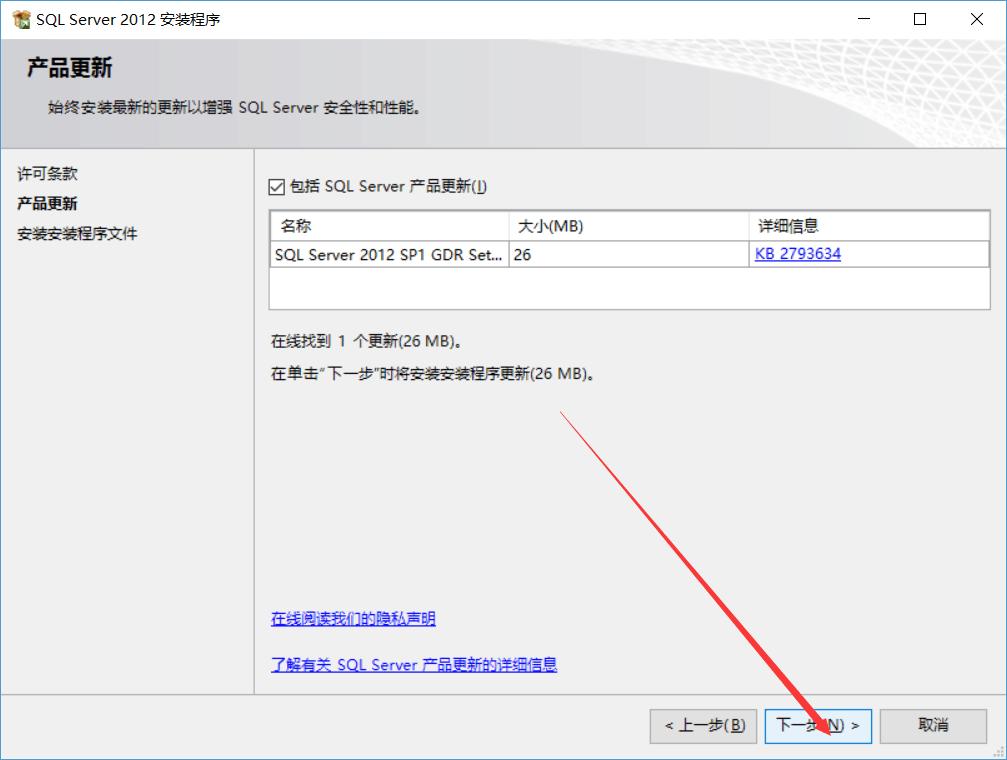 SQL Server 2012 安装程序
产品更新
始终安装最新的更新以增强 SQL Server 安全性和性能。
许可条款
产品更新
安装安装程序文件
包括 SQL Server 产品更新(I)
名称 大小(MB) 详细信息
SQL Server 2012 SP1 GDR Set... 26 KB 2793634
在线找到 1 个更新(26 MB)。
在单击“下一步”时将安装安装程序更新(26 MB)。
在线阅读我们的隐私声明
了解有关 SQL Server 产品更新的详细信息
< 上一步(B) 下一步(N) > 取消